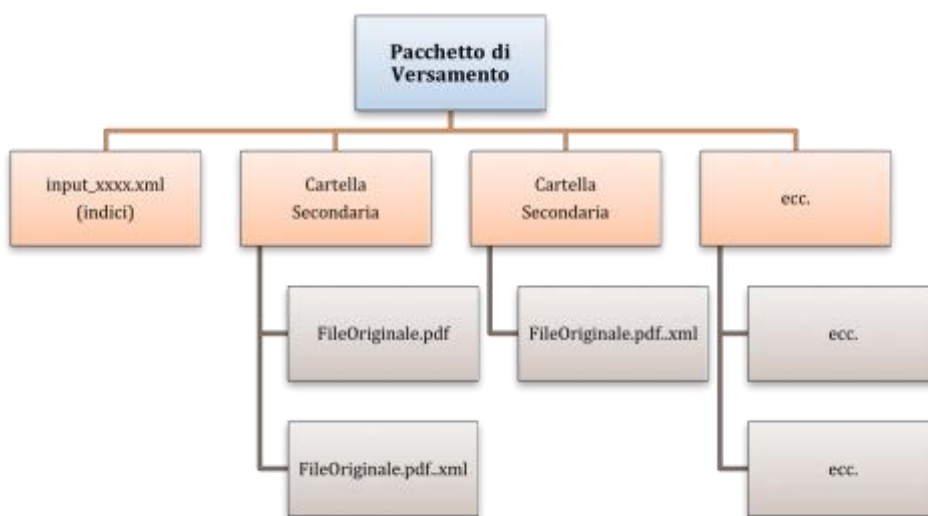 Pacchetto di
Versamento
input_xxxx.xml
(indici)
Cartella
Secondaria
Cartella
Secondaria
ecc.
FileOriginale.pdf
FileOriginale.pdf..xml
ecc.
FileOriginale.pdf..xml
ecc.